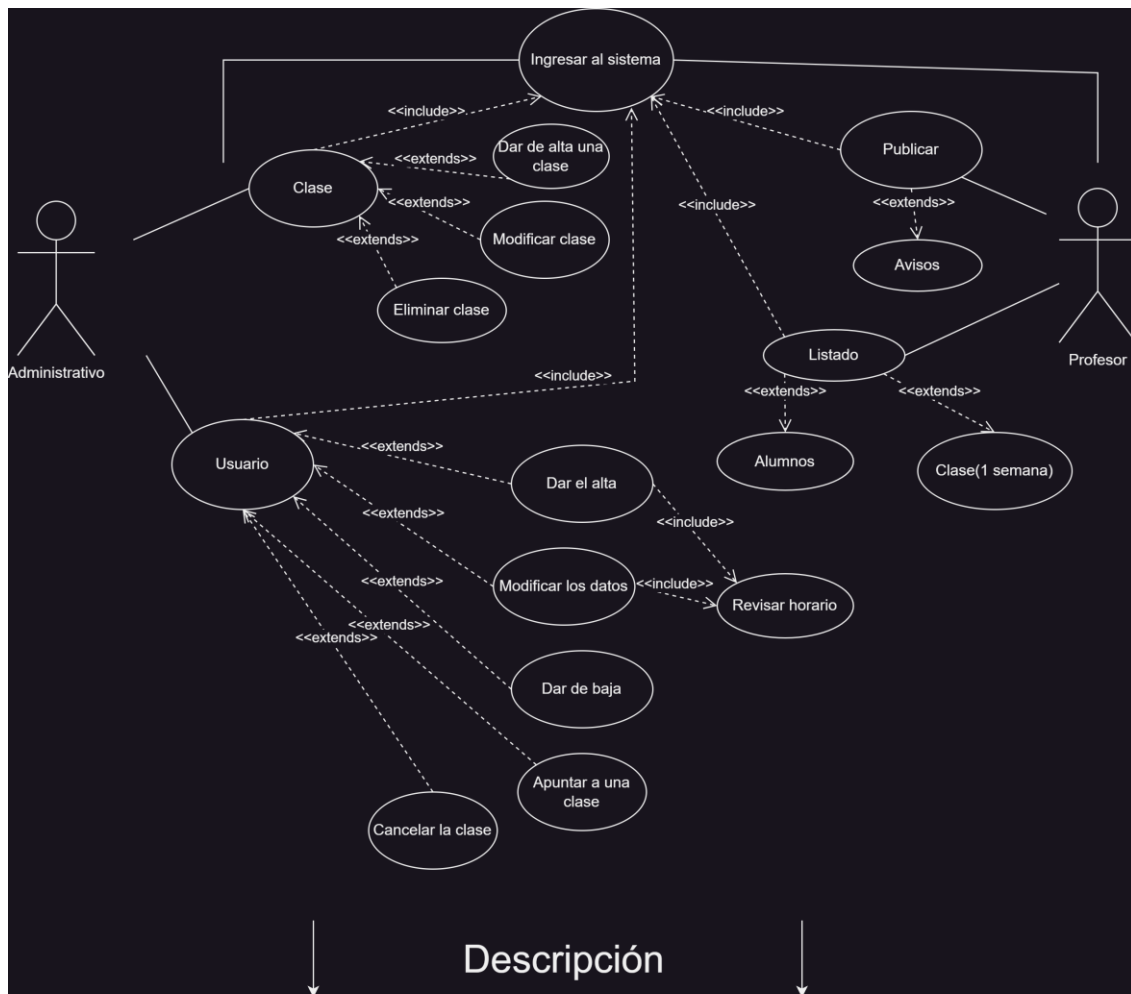 Ingresar al sistema
<<include>>
<<include>>
Dar de alta una
clase
Publicar
<<extends>>
Clase
<<extends>>
<<include>>
<<extends>>
Modificar clase
<<extends>>
Avisos
Eliminar clase
Administrativo
Profesor
Listado
<<include>>
<<extends>>
<<extends>>
Usuario
<<extends>>
Alumnos
Clase(1 semana)
Dar el alta
<<extends>>
<<include>>
<<extends>>
Modificar los datos
<<include>>
Revisar horario
<<extends>>
<<extends>>
Dar de baja
Apuntar a una
clase
Cancelar la clase
Descripción